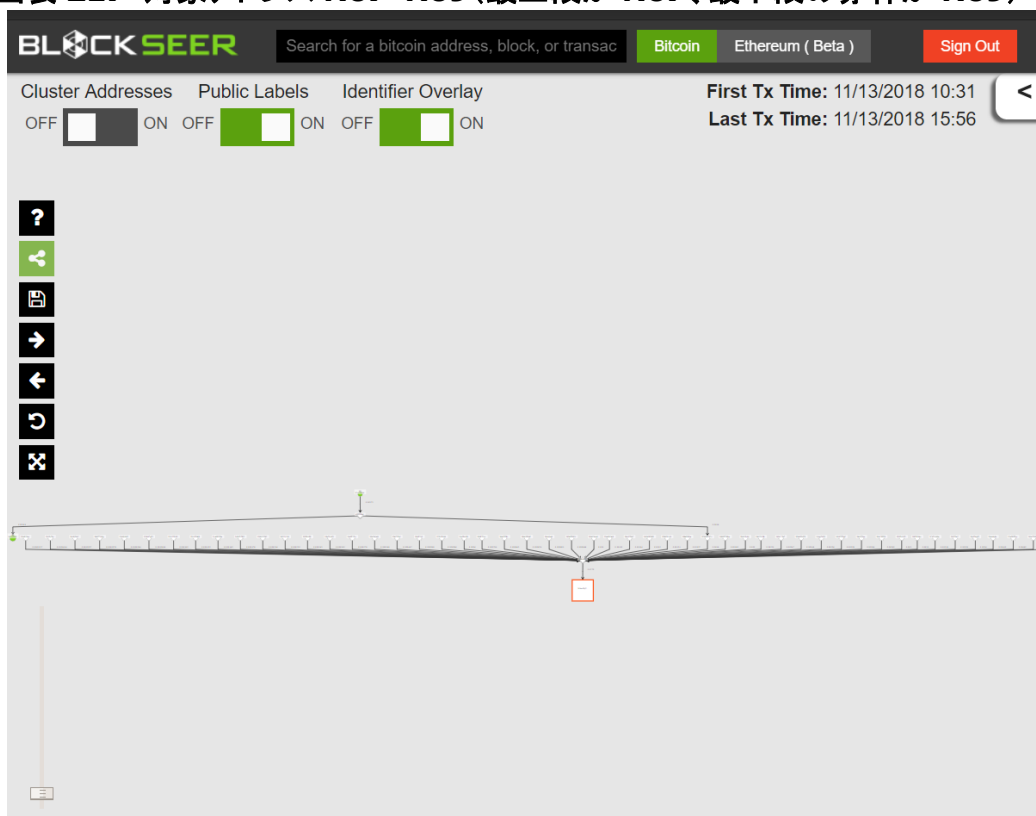 BLOCKSEER
Search for a bitcoin address, block, or transac
Bitcoin
Ethereum ( Beta )
Sign Out
Cluster Addresses
Public Labels
Identifier Overlay
OFF ON
OFF ON
OFF ON
First Tx Time: 11/13/2018 10:31
Last Tx Time: 11/13/2018 15:56
<
?